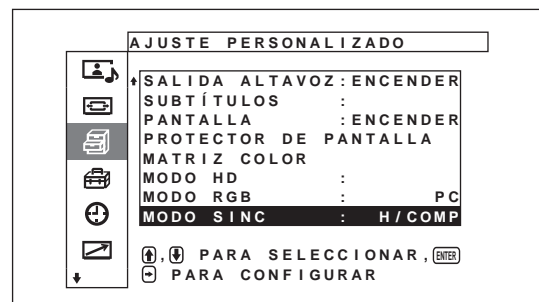 AJUSTE PERSONALIZADO
SALIDA ALTAVOZ:ENCENDER
SUBTÍTULOS :
PANTALLA :ENCENDER
PROTECTOR DE PANTALLA
MATRIZ COLOR
MODO HD :
MODO RGB : PC
MODO SINC : H/COMP
, PARA SELECCIONAR, ENTER
PARA CONFIGURAR